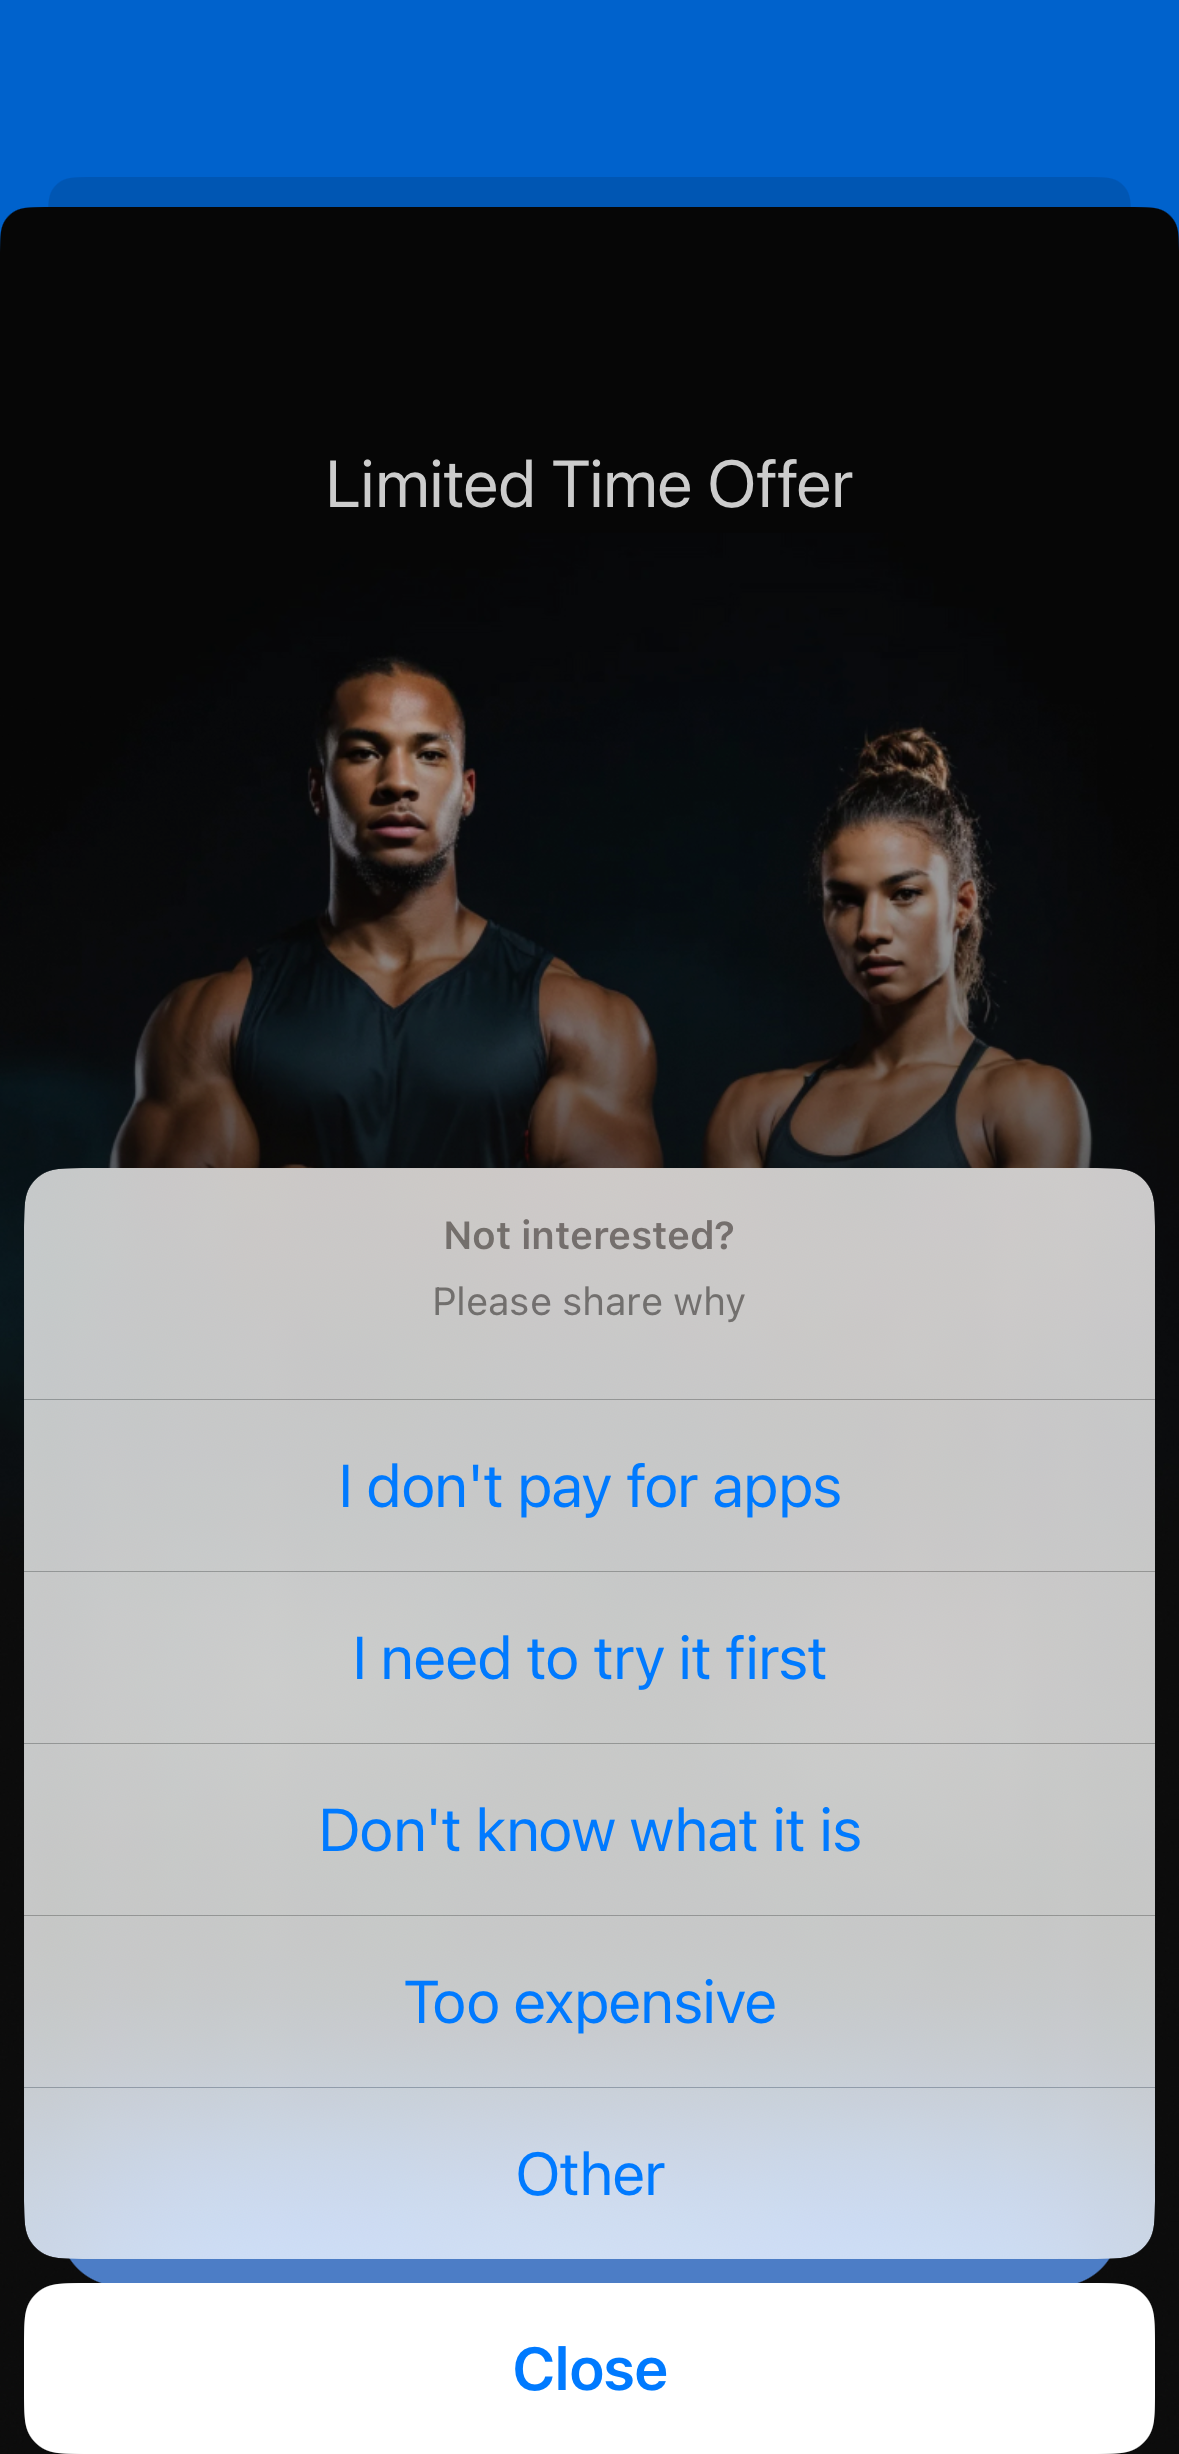 Limited Time Offer
Not interested?
Please share why
I don't pay for apps
I need to try it first
Don't know what it is
Too expensive
Other
Close